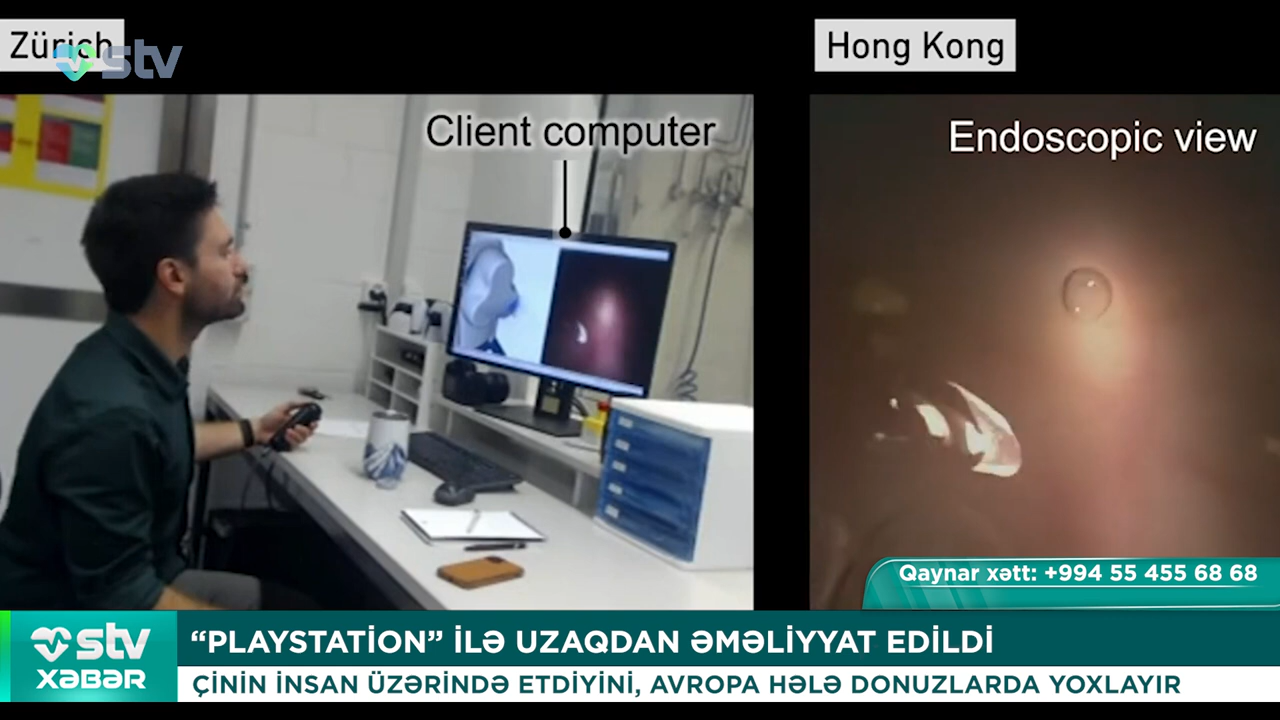 Zürich
stv
Hong Kong
Client computer
Endoscopic view
Qaynar xətt: +994 55 455 68 68
stv
XƏBƏR
“PLAYSTATİON” İLƏ UZAQDAN ƏMƏLİYYAT EDİLDİ
ÇİNİN İNSAN ÜZƏRİNDƏ ETDİYİNİ, AVROPA HƏLƏ DONUZLARDA YOXLAYIR